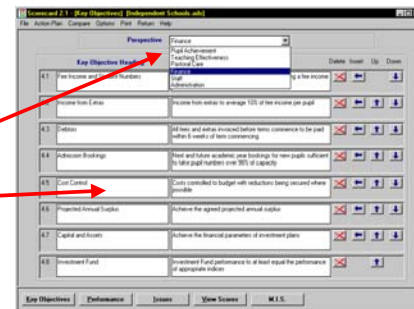 Scorecard 2.1 - [Key Objectives] [Independent Schools.ads]
File Action Plan Compare Options Print Return Help
Perspective Finance
Pupil Achievement
Teaching Effectiveness
Pastoral Care
Finance
Staff
Administration
Key Objective Heading Delete Insert Up Down
4.1 Fee Income and Numbers g a fee income
4.2 Income from Extras Income from extras to average 10% of fee income per pupil
4.3 Debtors All fees and extras invoiced before terms commence to be paid
within 6 weeks of term commencing
4.4 Admission Bookings Next and future academic year bookings for new pupils sufficient
to take pupil numbers over 98% of capacity
4.5 Cost Control Costs controlled to budget with reductions being secured where
possible
4.6 Projected Annual Surplus Achieve the agreed projected annual surplus
4.7 Capital and Assets Achieve the financial parameters of investment plans
4.8 Investment Fund Investment Fund performance to at least equal the performance
of appropriate indices
Key Objectives Performance Issues View Scores M.I.S.